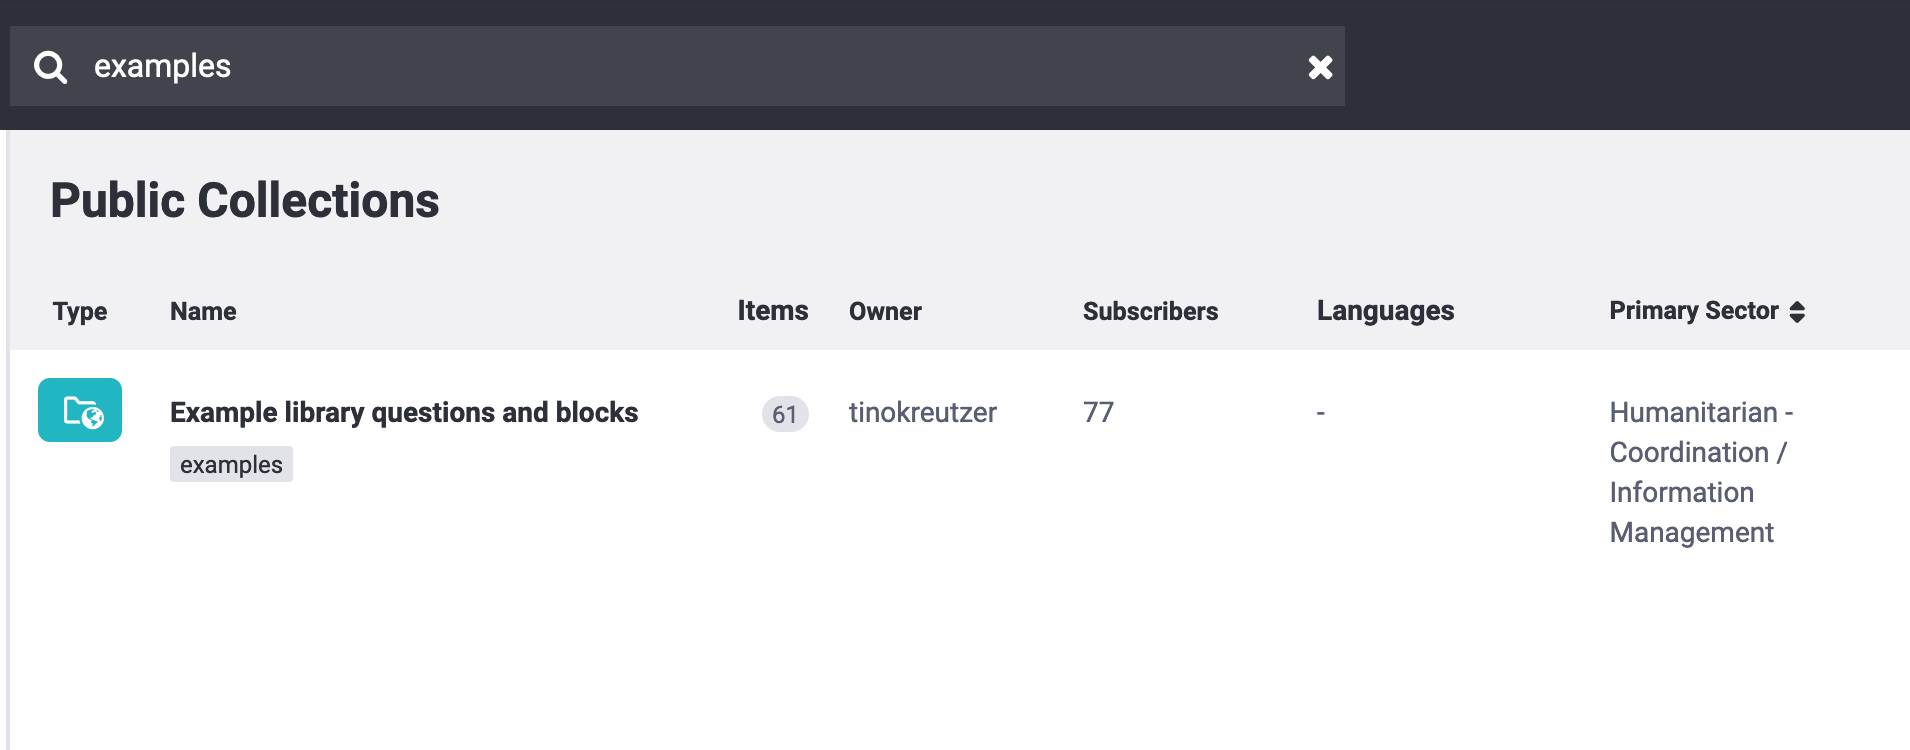 examples
Public Collections
Type Name Items Owner Subscribers Languages Primary Sector
Example library questions and blocks 61 tinokreutzer 77 - Humanitarian -
Coordination /
examples
Information
Management